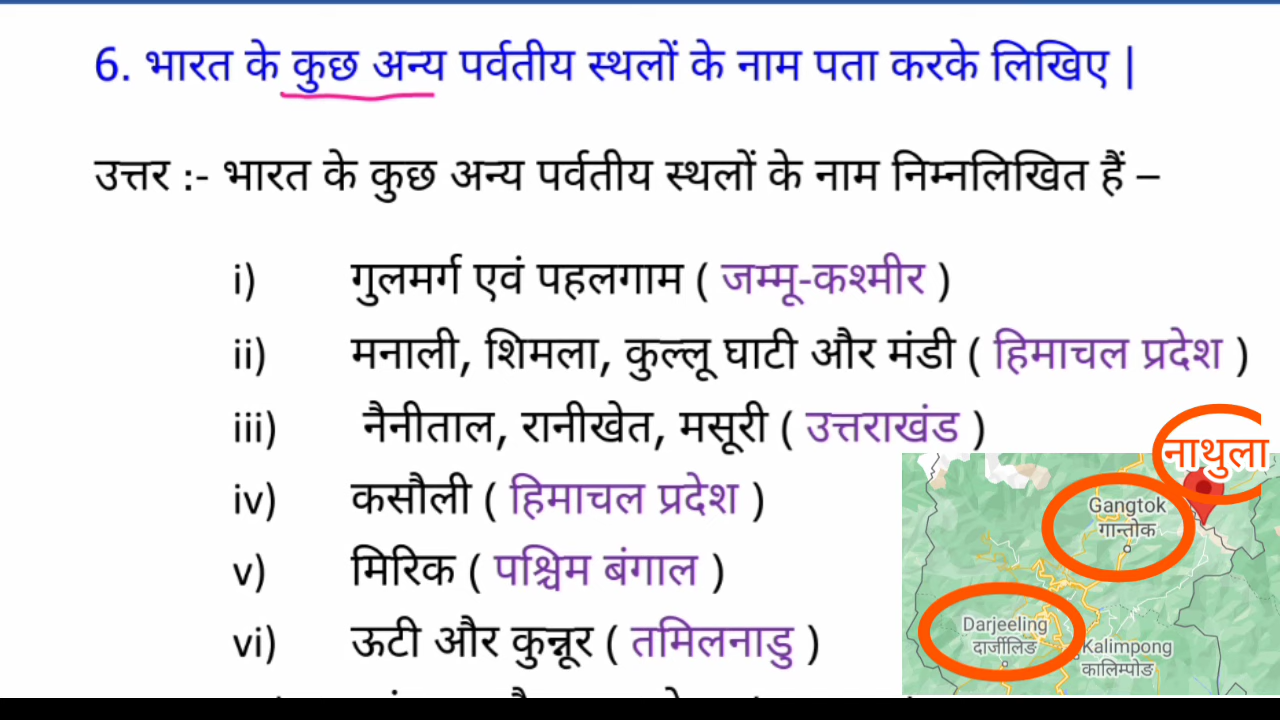 6. भारत के कुछ अन्य पर्वतीय स्थलों के नाम पता करके लिखिए |
उत्तर :- भारत के कुछ अन्य पर्वतीय स्थलों के नाम निम्नलिखित हैं –
i) गुलमर्ग एवं पहलगाम ( जम्मू-कश्मीर )
ii) मनाली, शिमला, कुल्लू घाटी और मंडी ( हिमाचल प्रदेश )
iii) नैनीताल, रानीखेत, मसूरी ( उत्तराखंड )
iv) कसौली ( हिमाचल प्रदेश )
v) मिरिक ( पश्चिम बंगाल )
vi) ऊटी और कुन्नूर ( तमिलनाडु )
नाथुला
Gangtok
गान्तोक
Darjeeling
दार्जीलिङ
Kalimpong
कालिम्पोङ